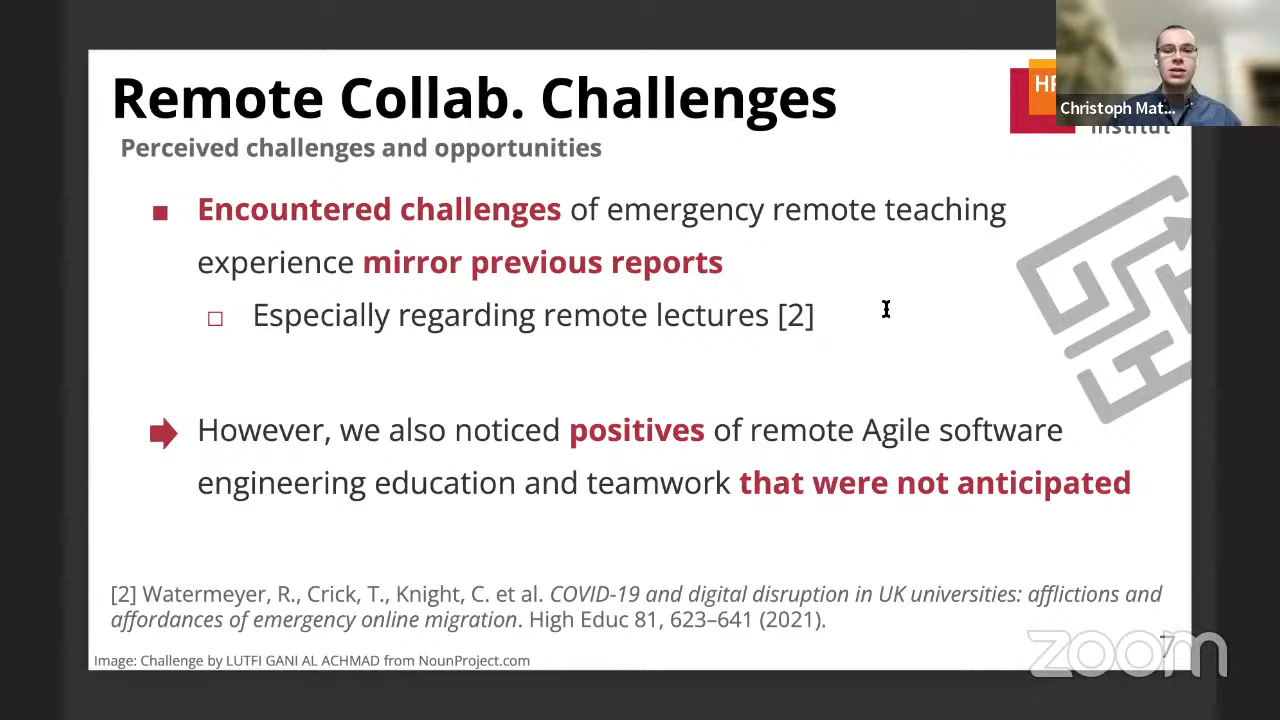 Remote Collab. Challenges
Perceived challenges and opportunities
HP
Institut
Christoph Mat...
Encountered challenges of emergency remote teaching
experience mirror previous reports
Especially regarding remote lectures [2]
However, we also noticed positives of remote Agile software
engineering education and teamwork that were not anticipated
[2] Watermeyer, R., Crick, T., Knight, C. et al. COVID-19 and digital disruption in UK universities: afflictions and
affordances of emergency online migration. High Educ 81, 623–641 (2021).
Image: Challenge by LUTFI GANI AL ACHMAD from NounProject.com
7
zoom